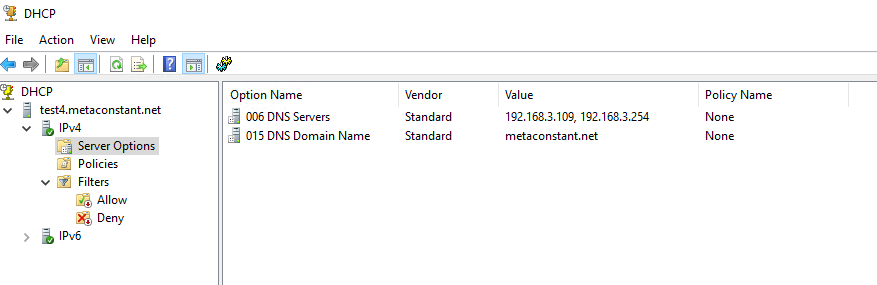 DHCP
File Action View Help
DHCP
test4.metaconstant.net
IPv4
Server Options
Policies
Filters
Allow
Deny
IPv6
Option Name Vendor Value Policy Name
006 DNS Servers Standard 192.168.3.109, 192.168.3.254 None
015 DNS Domain Name Standard metaconstant.net None